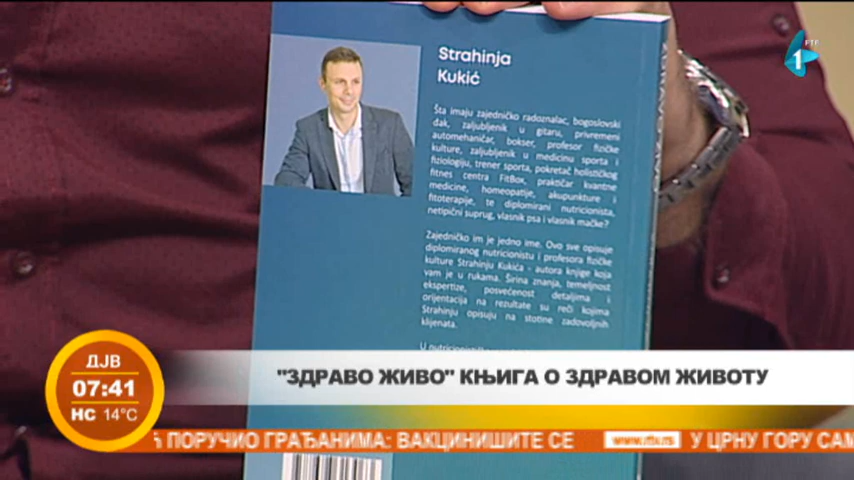 РТВ
1
Strahinja
Kukić
Šta imaju zajedničko radoznalac, bogoslovski
đak, zaljubljenik u gitaru, privremeni
automehaničar, bokser, profesor fizičke
kulture, zaljubljenik u medicinu sporta i
fiziologiju, trener sporta, pokretač holističkog
fitnes centra FitBox, praktičar kvantne
medicine, homeopatije, akupunkture i
fitoterapije, te diplomirani nutricionista,
netipični suprug, vlasnik psa i vlasnik mačke?
Zajedničko im je jedno ime. Ovo sve opisuje
diplomiranog nutricionistu i profesora fizičke
kulture Strahinju Kukića - autora knjige koja
vam je u rukama. Širina znanja, temeljnost
ekspertize, posvećenost detaljima i
orijentacija na rezultate su reči kojima
Strahinju opisuju na stotine zadovoljnih
klijenata.
ДЈВ
07:41
НС 14°C
"ЗДРАВО ЖИВО" КЊИГА О ЗДРАВОМ ЖИВОТУ
Ћ ПОРУЧИО ГРАЂАНИМА: ВАКЦИНИШИТЕ СЕ www.rtv.rs У ЦРНУ ГОРУ САМ